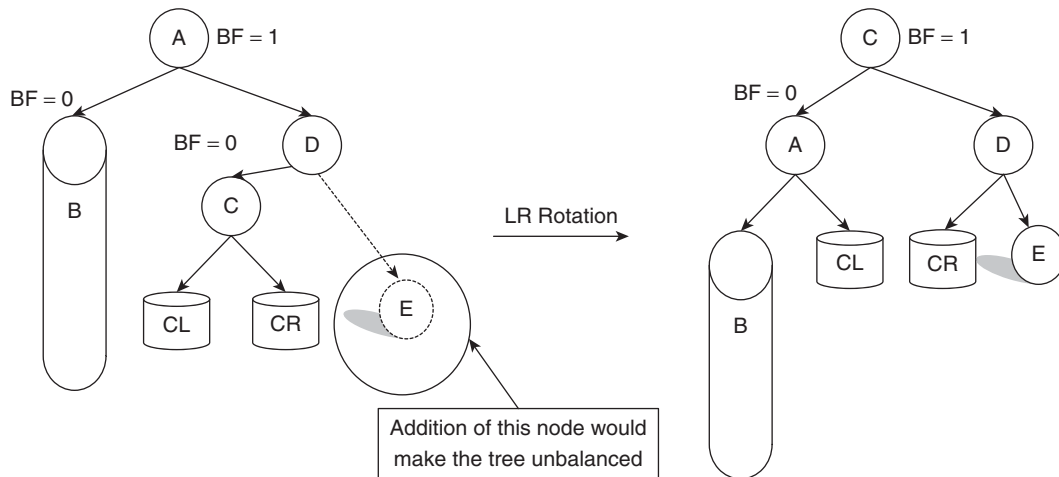 A
BF = 1
BF = 0
B
BF = 0
D
C
CL
CR
E
Addition of this node would
make the tree unbalanced
LR Rotation
C
BF = 1
BF = 0
A
D
B
CL
CR
E